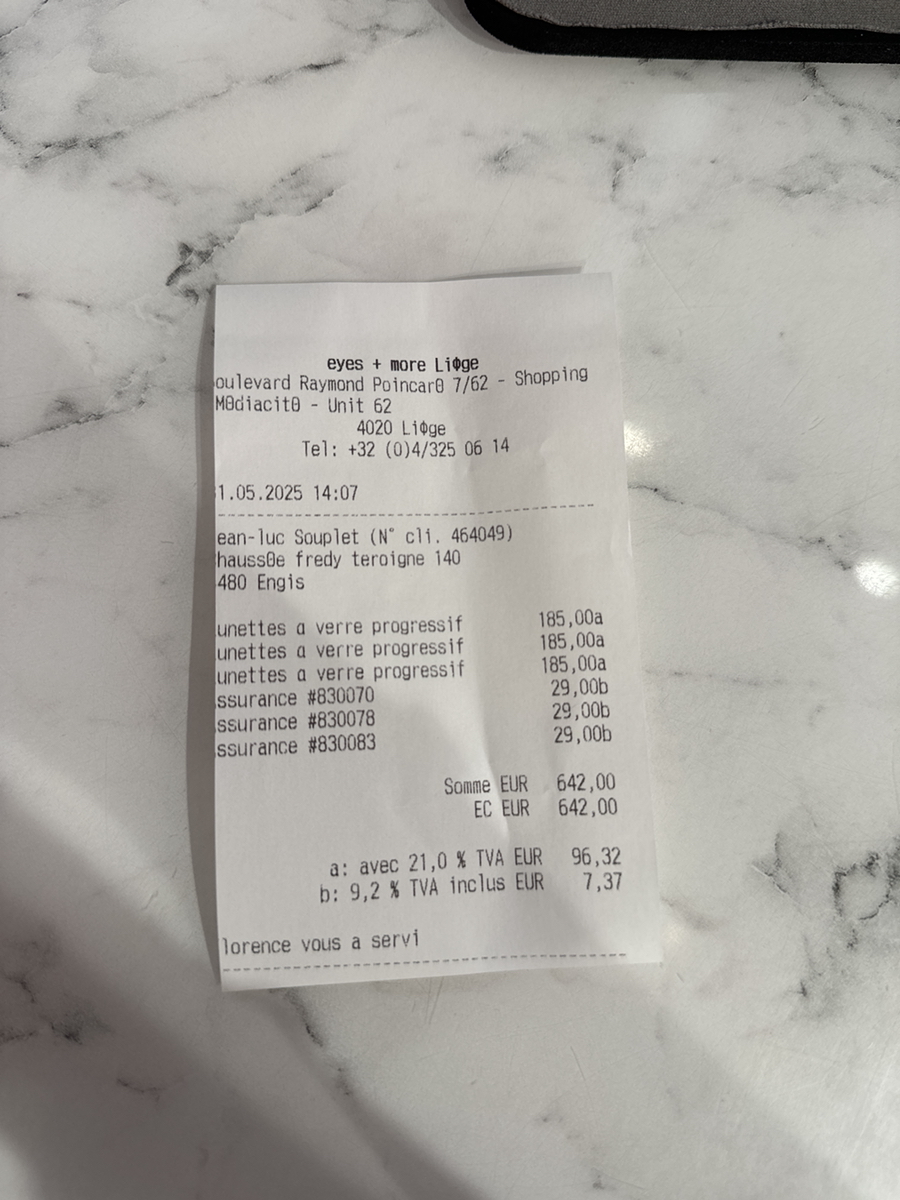 eyes + more LiΦge
oulevard Raymond PoincarΘ 7/62 - Shopping
MΘdiacitΘ - Unit 62
4020 LiΦge
Tel: +32 (0)4/325 06 14
1.05.2025 14:07
ean-luc Souplet (N° cli. 464049)
haussΘe fredy teroigne 140
480 Engis
unettes a verre progressif 185,00a
unettes a verre progressif 185,00a
unettes a verre progressif 185,00a
ssurance #830070 29,00b
ssurance #830078 29,00b
ssurance #830083 29,00b
Somme EUR 642,00
EC EUR 642,00
a: avec 21,0 % TVA EUR 96,32
b: 9,2 % TVA inclus EUR 7,37
lorence vous a servi